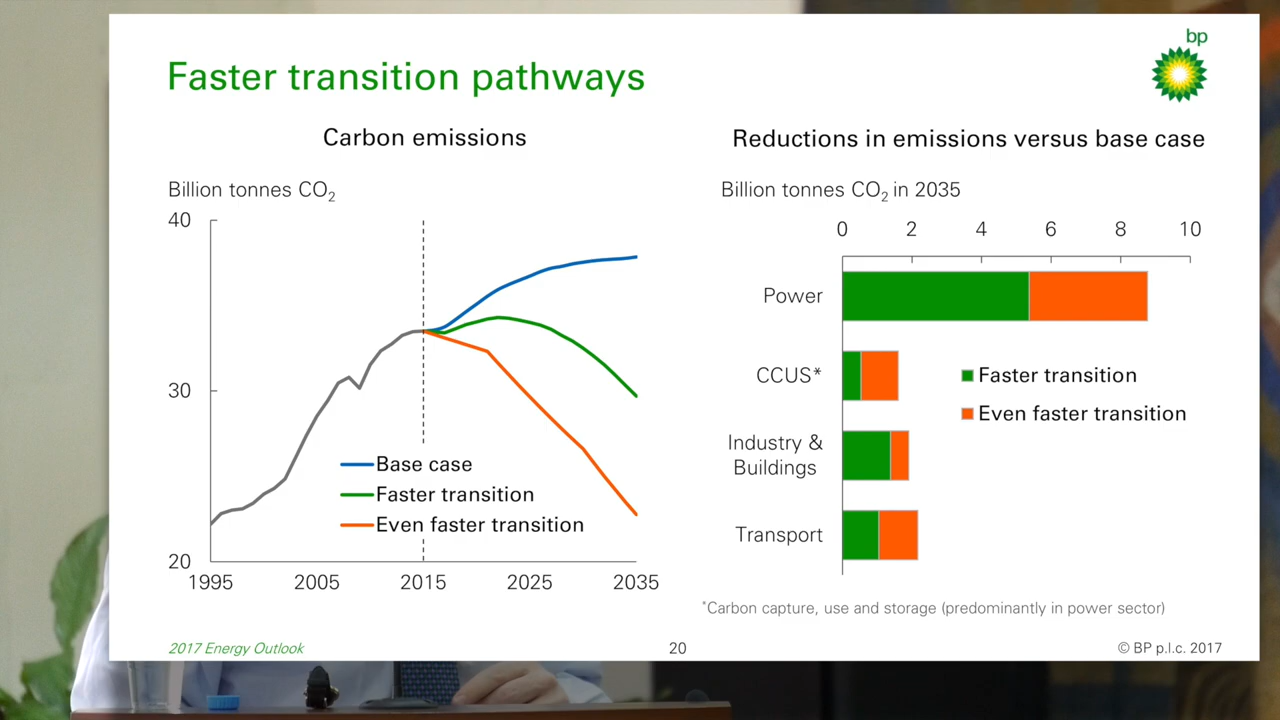 bp
Faster transition pathways
Carbon emissions
Billion tonnes CO2
40
30
20
1995 2005 2015 2025 2035
Base case
Faster transition
Even faster transition
Reductions in emissions versus base case
Billion tonnes CO2 in 2035
0 2 4 6 8 10
Power
CCUS*
Industry &
Buildings
Transport
Faster transition
Even faster transition
*Carbon capture, use and storage (predominantly in power sector)
2017 Energy Outlook
20
© BP p.l.c. 2017